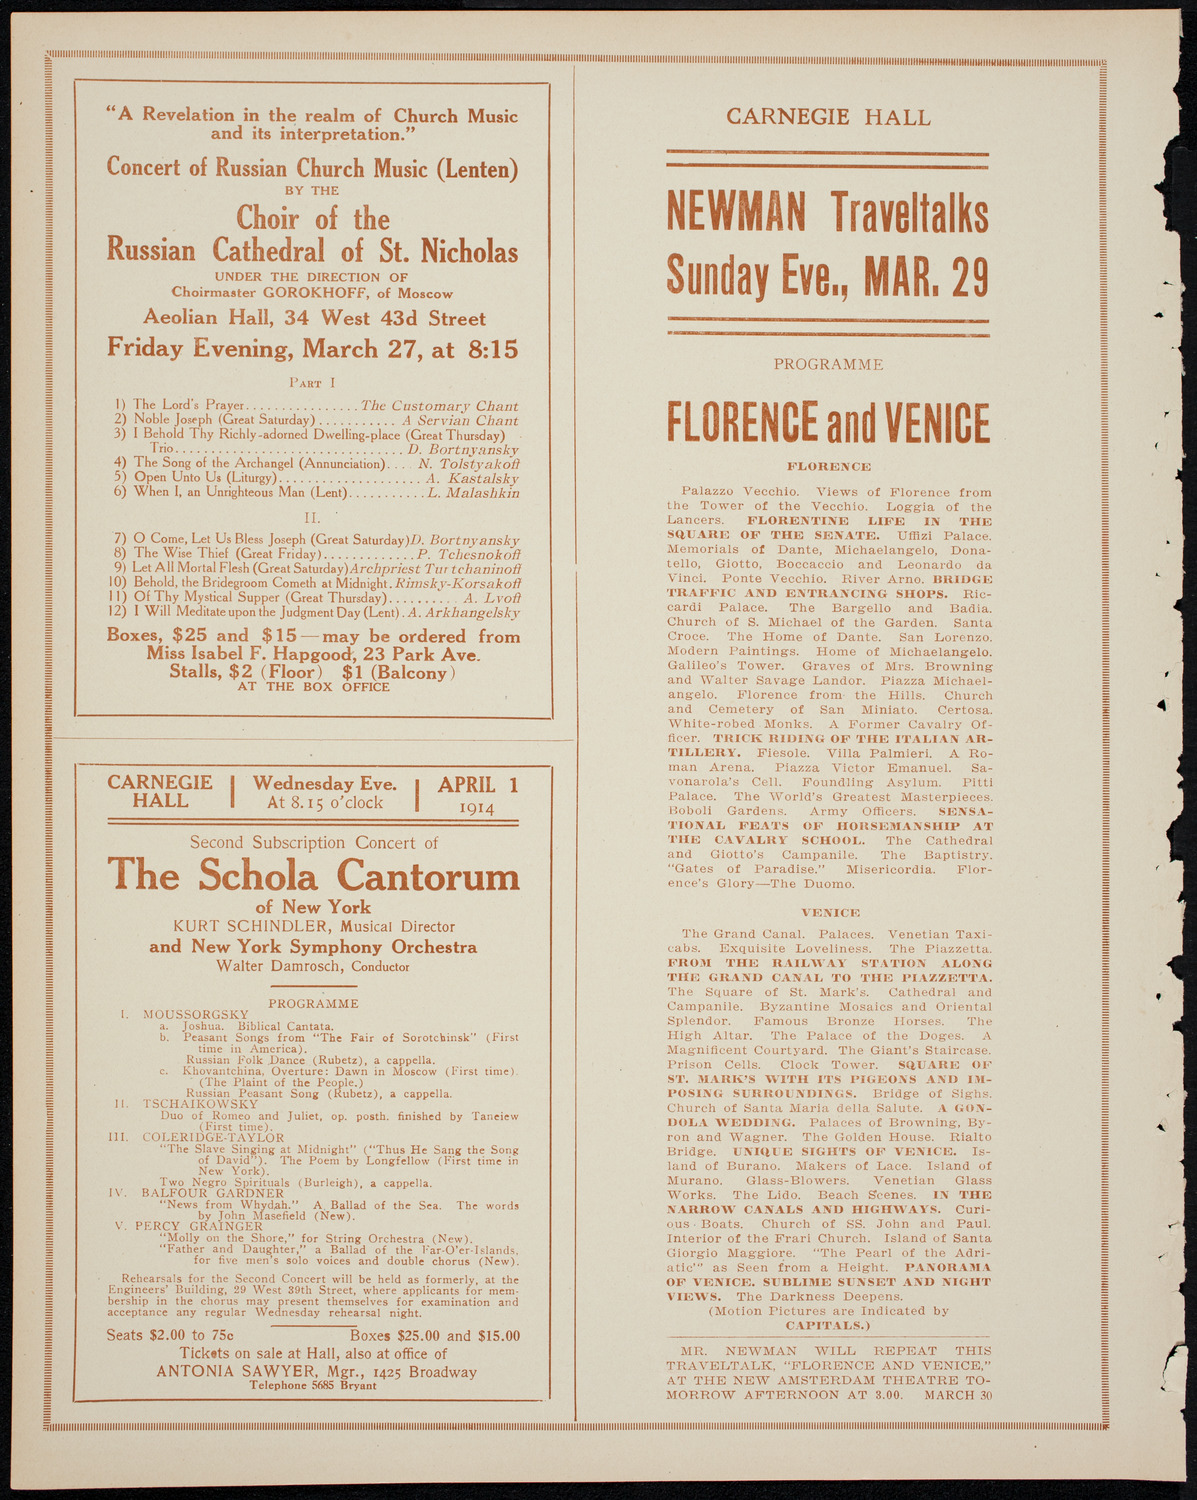 “A Revelation in the realm of Church Music
and its interpretation.”
Concert of Russian Church Music (Lenten)
BY THE
Choir of the
Russian Cathedral of St. Nicholas
UNDER THE DIRECTION OF
Choirmaster GOROKHOFF, of Moscow
Aeolian Hall, 34 West 43d Street
Friday Evening, March 27, at 8:15
PART I
1) The Lord's Prayer................The Customary Chant
2) Noble Joseph (Great Saturday)...........A Servian Chant
3) I Behold Thy Richly-adorned Dwelling-place (Great Thursday)
Trio...............................D. Bortnyansky
4) The Song of the Archangel (Annunciation)....N. Tolstyakoff
5) Open Unto Us (Liturgy)....................A. Kastalsky
6) When I, an Unrighteous Man (Lent)...........L. Malashkin
II.
7) O Come, Let Us Bless Joseph (Great Saturday)D. Bortnyansky
8) The Wise Thief (Great Friday).............P. Tchesnokoff
9) Let All Mortal Flesh (Great Saturday)Archpriest Turtchaninoff
10) Behold, the Bridegroom Cometh at Midnight.Rimsky-Korsakoff
11) Of Thy Mystical Supper (Great Thursday)..........A. Lvoff
12) I Will Meditate upon the Judgment Day (Lent).A. Arkhangelsky
Boxes, $25 and $15—may be ordered from
Miss Isabel F. Hapgood, 23 Park Ave.
Stalls, $2 (Floor) $1 (Balcony)
AT THE BOX OFFICE
CARNEGIE HALL
Wednesday Eve.
At 8.15 o'clock
APRIL 1
1914
Second Subscription Concert of
The Schola Cantorum
of New York
KURT SCHINDLER, Musical Director
and New York Symphony Orchestra
Walter Damrosch, Conductor
PROGRAMME
I. MOUSSORGSKY
a. Joshua. Biblical Cantata.
b. Peasant Songs from “The Fair of Sorotchinsk” (First
time in America).
Russian Folk Dance (Rubetz), a cappella.
c. Khovantchina, Overture: Dawn in Moscow (First time).
(The Plaint of the People.)
Russian Peasant Song (Rubetz), a cappella.
II. TSCHAIKOWSKY
Duo of Romeo and Juliet, op. posth. finished by Taneiew
(First time).
III. COLERIDGE-TAYLOR
“The Slave Singing at Midnight” (“Thus He Sang the Song
of David”). The Poem by Longfellow (First time in
New York).
Two Negro Spirituals (Burleigh), a cappella.
IV. BALFOUR GARDNER
“News from Whydah.” A Ballad of the Sea. The words
by John Masefield (New).
V. PERCY GRAINGER
“Molly on the Shore,” for String Orchestra (New).
“Father and Daughter,” a Ballad of the Far-O'er-Islands,
for five men's solo voices and double chorus (New).
Rehearsals for the Second Concert will be held as formerly, at the
Engineers' Building, 29 West 39th Street, where applicants for mem-
bership in the chorus may present themselves for examination and
acceptance any regular Wednesday rehearsal night.
Seats $2.00 to 75c Boxes $25.00 and $15.00
Tickets on sale at Hall, also at office of
ANTONIA SAWYER, Mgr., 1425 Broadway
Telephone 5685 Bryant
CARNEGIE HALL
NEWMAN Traveltalks
Sunday Eve., MAR. 29
PROGRAMME
FLORENCE and VENICE
FLORENCE
Palazzo Vecchio. Views of Florence from
the Tower of the Vecchio. Loggia of the
Lancers. FLORENTINE LIFE IN THE
SQUARE OF THE SENATE. Uffizi Palace.
Memorials of Dante, Michaelangelo, Dona-
tello, Giotto, Boccaccio and Leonardo da
Vinci. Ponte Vecchio. River Arno. BRIDGE
TRAFFIC AND ENTRANCING SHOPS. Ric-
cardi Palace. The Bargello and Badia.
Church of S. Michael of the Garden. Santa
Croce. The Home of Dante. San Lorenzo.
Modern Paintings. Home of Michaelangelo.
Galileo's Tower. Graves of Mrs. Browning
and Walter Savage Landor. Piazza Michael-
angelo. Florence from the Hills. Church
and Cemetery of San Miniato. Certosa.
White-robed Monks. A Former Cavalry Of-
ficer. TRICK RIDING OF THE ITALIAN AR-
TILLERY. Fiesole. Villa Palmieri. A Ro-
man Arena. Piazza Victor Emanuel. Sa-
vonarola's Cell. Foundling Asylum. Pitti
Palace. The World's Greatest Masterpieces.
Boboli Gardens. Army Officers. SENSA-
TIONAL FEATS OF HORSEMANSHIP AT
THE CAVALRY SCHOOL. The Cathedral
and Giotto's Campanile. The Baptistry.
“Gates of Paradise.” Misericordia. Flor-
ence's Glory—The Duomo.
VENICE
The Grand Canal. Palaces. Venetian Taxi-
cabs. Exquisite Loveliness. The Piazzetta.
FROM THE RAILWAY STATION ALONG
THE GRAND CANAL TO THE PIAZZETTA.
The Square of St. Mark's. Cathedral and
Campanile. Byzantine Mosaics and Oriental
Splendor. Famous Bronze Horses. The
High Altar. The Palace of the Doges. A
Magnificent Courtyard. The Giant's Staircase.
Prison Cells. Clock Tower. SQUARE OF
ST. MARK'S WITH ITS PIGEONS AND IM-
POSING SURROUNDINGS. Bridge of Sighs.
Church of Santa Maria della Salute. A GON-
DOLA WEDDING. Palaces of Browning, By-
ron and Wagner. The Golden House. Rialto
Bridge. UNIQUE SIGHTS OF VENICE. Is-
land of Burano. Makers of Lace. Island of
Murano. Glass-Blowers. Venetian Glass
Works. The Lido. Beach Scenes. IN THE
NARROW CANALS AND HIGHWAYS. Curi-
ous Boats. Church of SS. John and Paul.
Interior of the Frari Church. Island of Santa
Giorgio Maggiore. “The Pearl of the Adri-
atic'” as Seen from a Height. PANORAMA
OF VENICE. SUBLIME SUNSET AND NIGHT
VIEWS. The Darkness Deepens.
(Motion Pictures are Indicated by
CAPITALS.)
MR. NEWMAN WILL REPEAT THIS
TRAVELTALK, “FLORENCE AND VENICE,”
AT THE NEW AMSTERDAM THEATRE TO-
MORROW AFTERNOON AT 3.00. MARCH 30